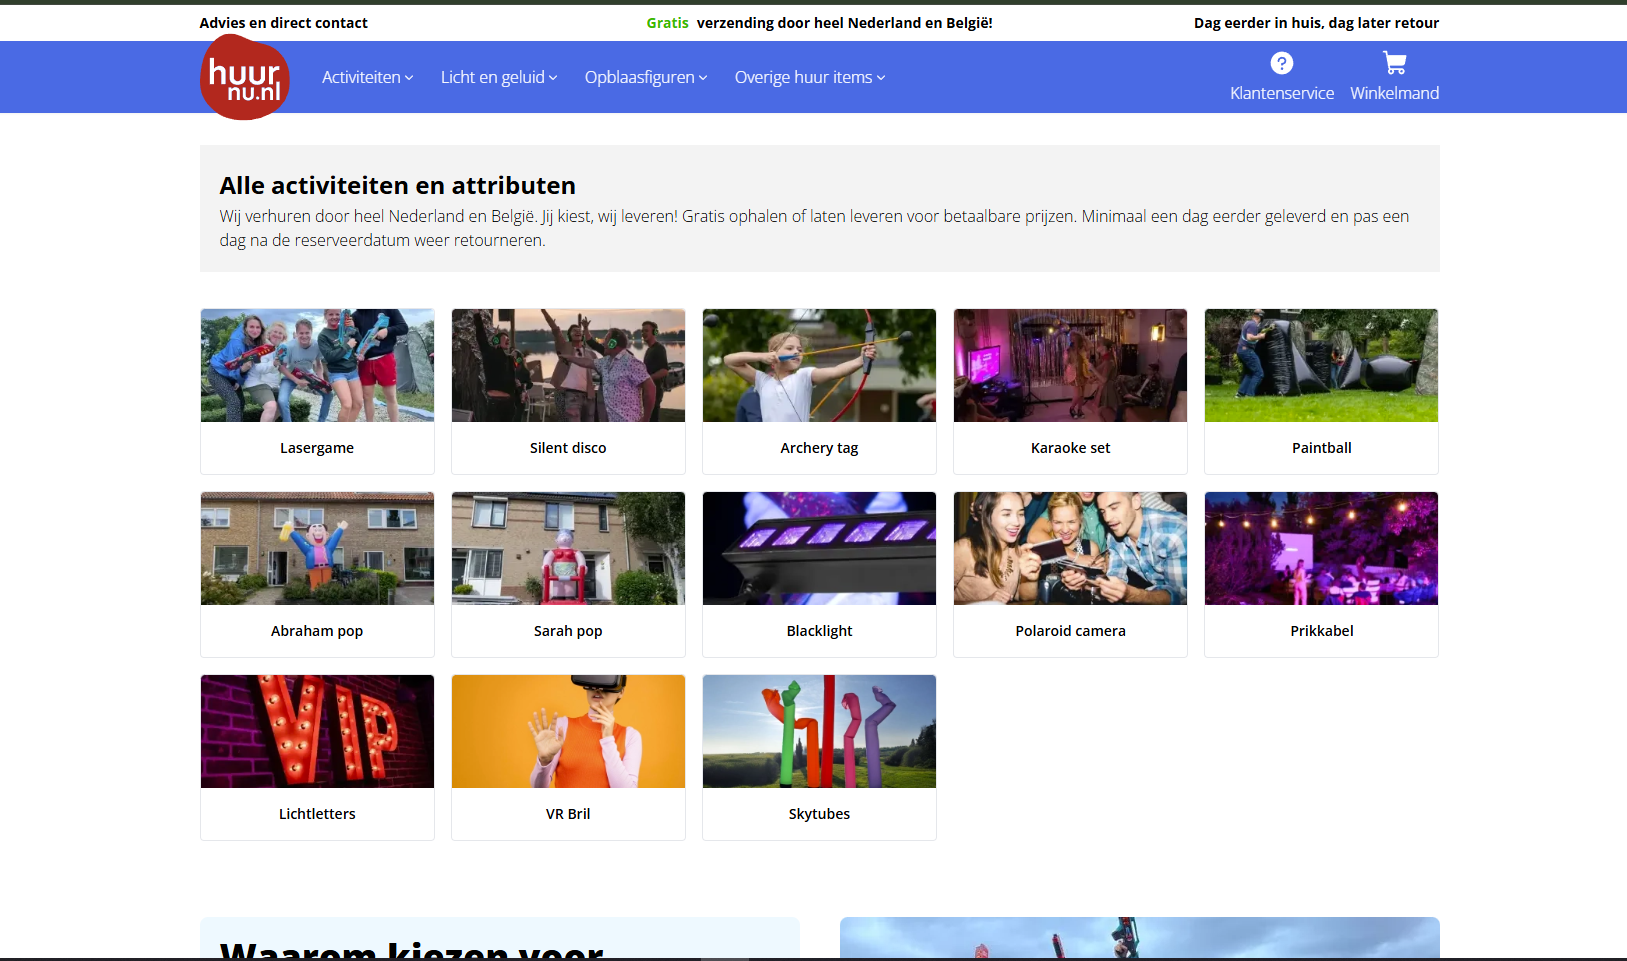 Advies en direct contact
Gratis verzending door heel Nederland en België!
Dag eerder in huis, dag later retour
huur
nu.nl
Activiteiten
Licht en geluid
Opblaasfiguren
Overige huur items
Klantenservice
Winkelmand
Alle activiteiten en attributen
Wij verhuren door heel Nederland en België. Jij kiest, wij leveren! Gratis ophalen of laten leveren voor betaalbare prijzen. Minimaal een dag eerder geleverd en pas een
dag na de reserveerdatum weer retourneren.
Lasergame
Silent disco
Archery tag
Karaoke set
Paintball
Abraham pop
Sarah pop
Blacklight
Polaroid camera
Prikkabel
VIP
Lichtletters
VR Bril
Skytubes
Waarom kiezen voor